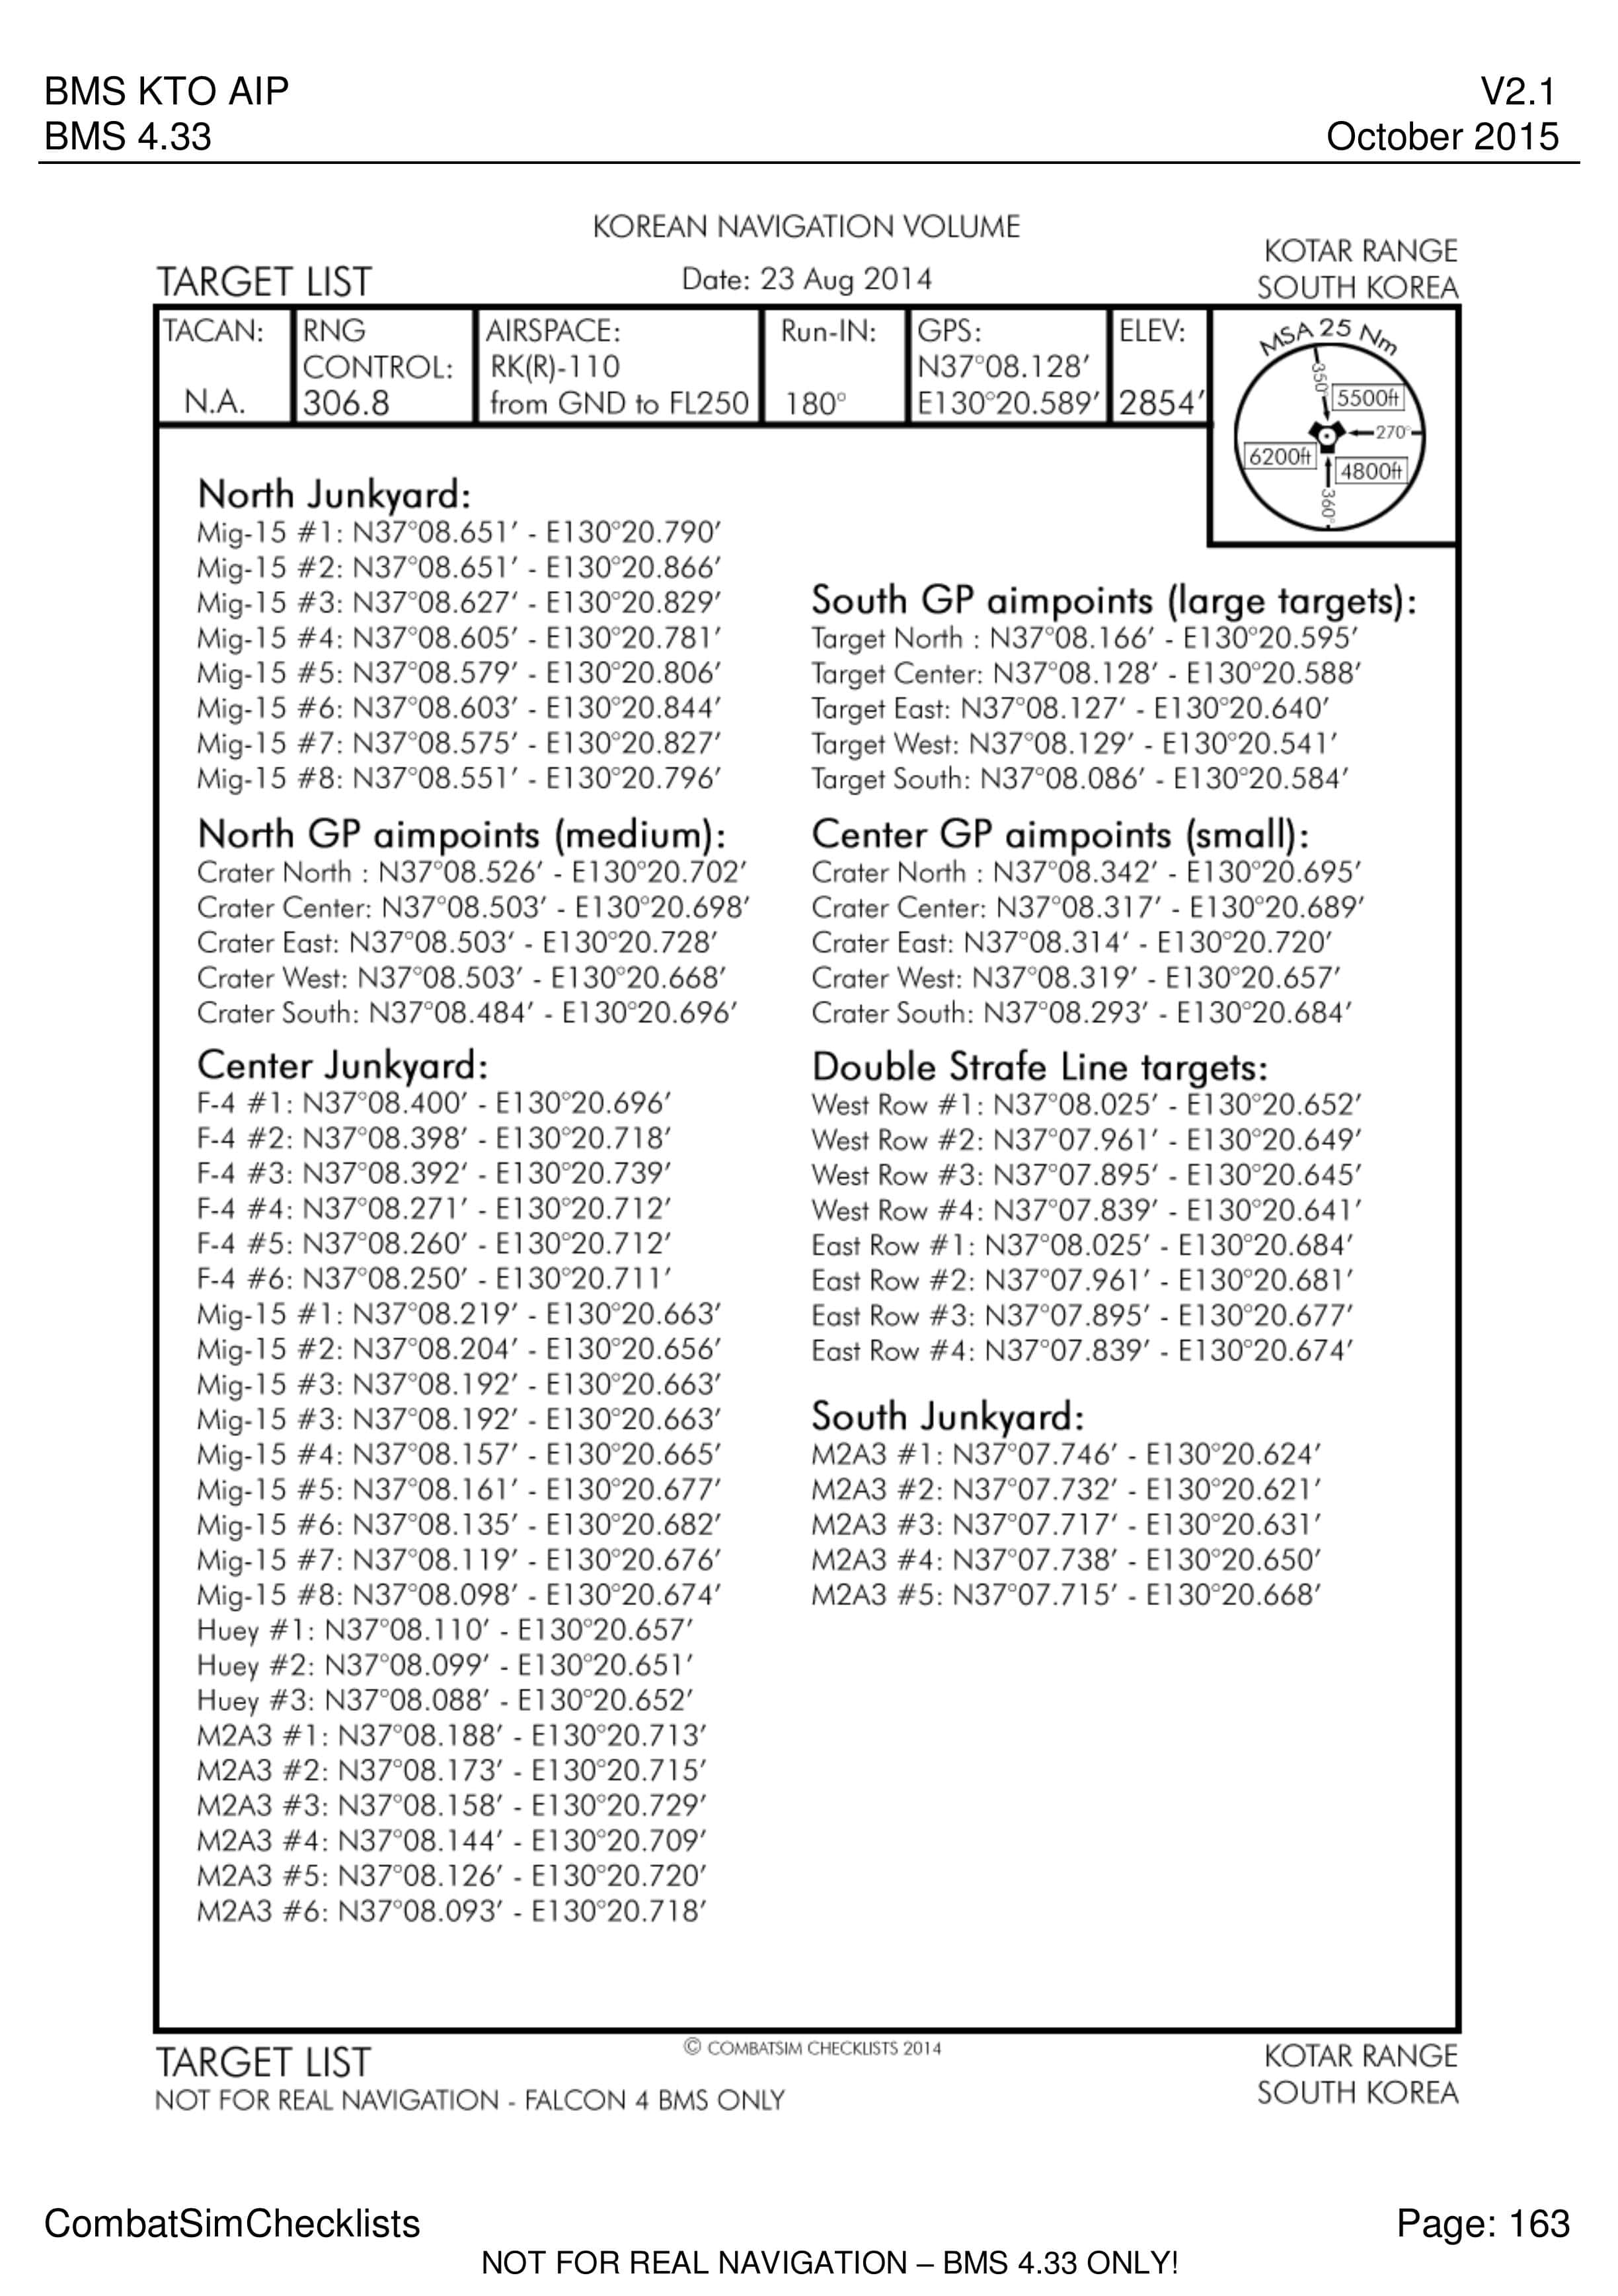 BMS KTO AIP
V2.1
BMS 4.33
October 2015
KOREAN NAVIGATION VOLUME
KOTAR RANGE
TARGET LIST
Date: 23 Aug 2014
SOUTH KOREA
TACAN:
N.A.
RNG
CONTROL:
306.8
AIRSPACE:
RK(R)-110
from GND to FL250
Run-IN:
180°
GPS:
N37°08.128′
E130°20.589′
ELEV:
2854′
MSA 25 Nm
350°
5500ft
270°
6200ft
4800ft
360°
North Junkyard:
Mig-15 #1: N37°08.651′ - E130°20.790′
Mig-15 #2: N37°08.651′ - E130°20.866′
Mig-15 #3: N37°08.627′ - E130°20.829′
Mig-15 #4: N37°08.605′ - E130°20.781′
Mig-15 #5: N37°08.579′ - E130°20.806′
Mig-15 #6: N37°08.603′ - E130°20.844′
Mig-15 #7: N37°08.575′ - E130°20.827′
Mig-15 #8: N37°08.551′ - E130°20.796′
North GP aimpoints (medium):
Crater North : N37°08.526′ - E130°20.702′
Crater Center: N37°08.503′ - E130°20.698′
Crater East: N37°08.503′ - E130°20.728′
Crater West: N37°08.503′ - E130°20.668′
Crater South: N37°08.484′ - E130°20.696′
Center Junkyard:
F-4 #1: N37°08.400′ - E130°20.696′
F-4 #2: N37°08.398′ - E130°20.718′
F-4 #3: N37°08.392′ - E130°20.739′
F-4 #4: N37°08.271′ - E130°20.712′
F-4 #5: N37°08.260′ - E130°20.712′
F-4 #6: N37°08.250′ - E130°20.711′
Mig-15 #1: N37°08.219′ - E130°20.663′
Mig-15 #2: N37°08.204′ - E130°20.656′
Mig-15 #3: N37°08.192′ - E130°20.663′
Mig-15 #3: N37°08.192′ - E130°20.663′
Mig-15 #4: N37°08.157′ - E130°20.665′
Mig-15 #5: N37°08.161′ - E130°20.677′
Mig-15 #6: N37°08.135′ - E130°20.682′
Mig-15 #7: N37°08.119′ - E130°20.676′
Mig-15 #8: N37°08.098′ - E130°20.674′
Huey #1: N37°08.110′ - E130°20.657′
Huey #2: N37°08.099′ - E130°20.651′
Huey #3: N37°08.088′ - E130°20.652′
M2A3 #1: N37°08.188′ - E130°20.713′
M2A3 #2: N37°08.173′ - E130°20.715′
M2A3 #3: N37°08.158′ - E130°20.729′
M2A3 #4: N37°08.144′ - E130°20.709′
M2A3 #5: N37°08.126′ - E130°20.720′
M2A3 #6: N37°08.093′ - E130°20.718′
South GP aimpoints (large targets):
Target North : N37°08.166′ - E130°20.595′
Target Center: N37°08.128′ - E130°20.588′
Target East: N37°08.127′ - E130°20.640′
Target West: N37°08.129′ - E130°20.541′
Target South: N37°08.086′ - E130°20.584′
Center GP aimpoints (small):
Crater North : N37°08.342′ - E130°20.695′
Crater Center: N37°08.317′ - E130°20.689′
Crater East: N37°08.314′ - E130°20.720′
Crater West: N37°08.319′ - E130°20.657′
Crater South: N37°08.293′ - E130°20.684′
Double Strafe Line targets:
West Row #1: N37°08.025′ - E130°20.652′
West Row #2: N37°07.961′ - E130°20.649′
West Row #3: N37°07.895′ - E130°20.645′
West Row #4: N37°07.839′ - E130°20.641′
East Row #1: N37°08.025′ - E130°20.684′
East Row #2: N37°07.961′ - E130°20.681′
East Row #3: N37°07.895′ - E130°20.677′
East Row #4: N37°07.839′ - E130°20.674′
South Junkyard:
M2A3 #1: N37°07.746′ - E130°20.624′
M2A3 #2: N37°07.732′ - E130°20.621′
M2A3 #3: N37°07.717′ - E130°20.631′
M2A3 #4: N37°07.738′ - E130°20.650′
M2A3 #5: N37°07.715′ - E130°20.668′
TARGET LIST
© COMBATSIM CHECKLISTS 2014
KOTAR RANGE
NOT FOR REAL NAVIGATION - FALCON 4 BMS ONLY
SOUTH KOREA
CombatSimChecklists
Page: 163
NOT FOR REAL NAVIGATION – BMS 4.33 ONLY!